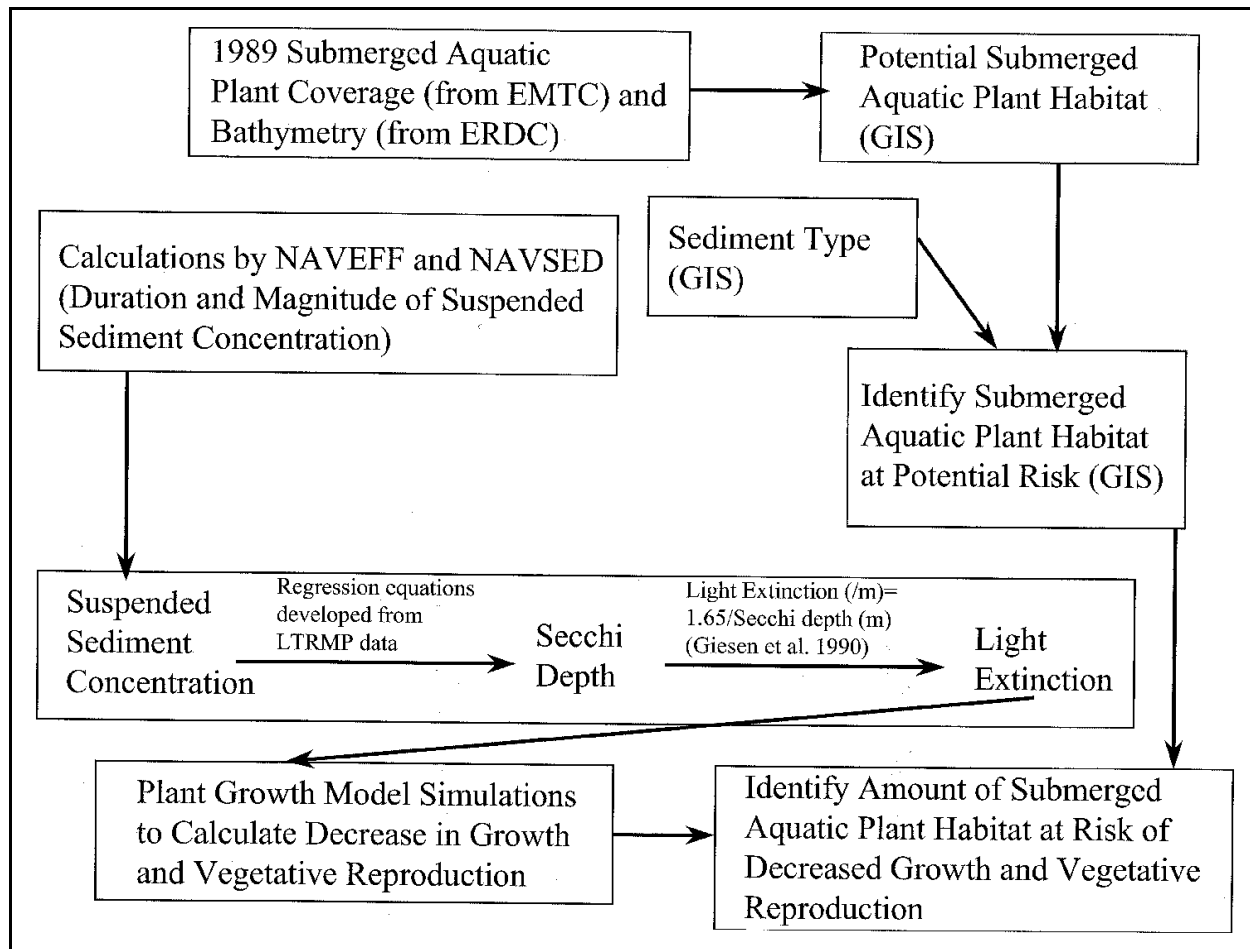 1989 Submerged Aquatic
Plant Coverage (from EMTC) and
Bathymetry (from ERDC)
Potential Submerged
Aquatic Plant Habitat
(GIS)
Sediment Type
(GIS)
Calculations by NAVEFF and NAVSED
(Duration and Magnitude of Suspended
Sediment Concentration)
Identify Submerged
Aquatic Plant Habitat
at Potential Risk (GIS)
Suspended
Sediment
Concentration
Regression equations
developed from
LTRMP data
Secchi
Depth
Light Extinction (/m)=
1.65/Secchi depth (m)
(Giesen et al. 1990)
Light
Extinction
Plant Growth Model Simulations
to Calculate Decrease in Growth
and Vegetative Reproduction
Identify Amount of Submerged
Aquatic Plant Habitat at Risk of
Decreased Growth and Vegetative
Reproduction